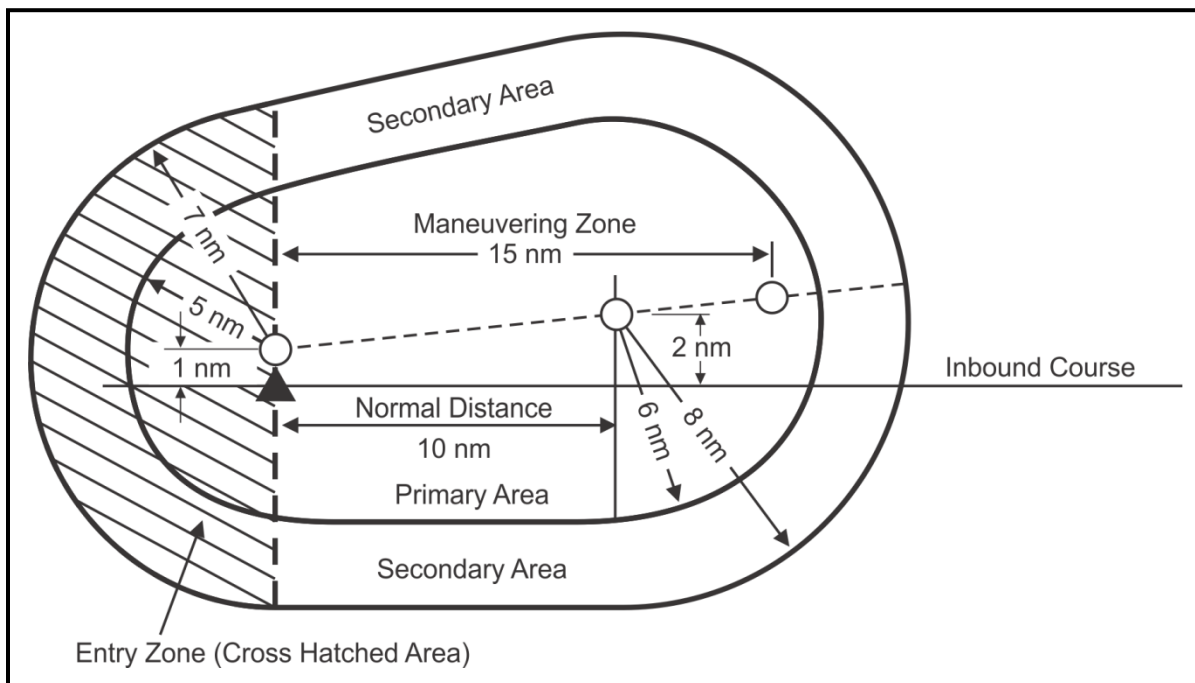 Secondary Area
7 nm
Maneuvering Zone
15 nm
5 nm
1 nm
2 nm
Inbound Course
Normal Distance
10 nm
6 nm
8 nm
Primary Area
Secondary Area
Entry Zone (Cross Hatched Area)